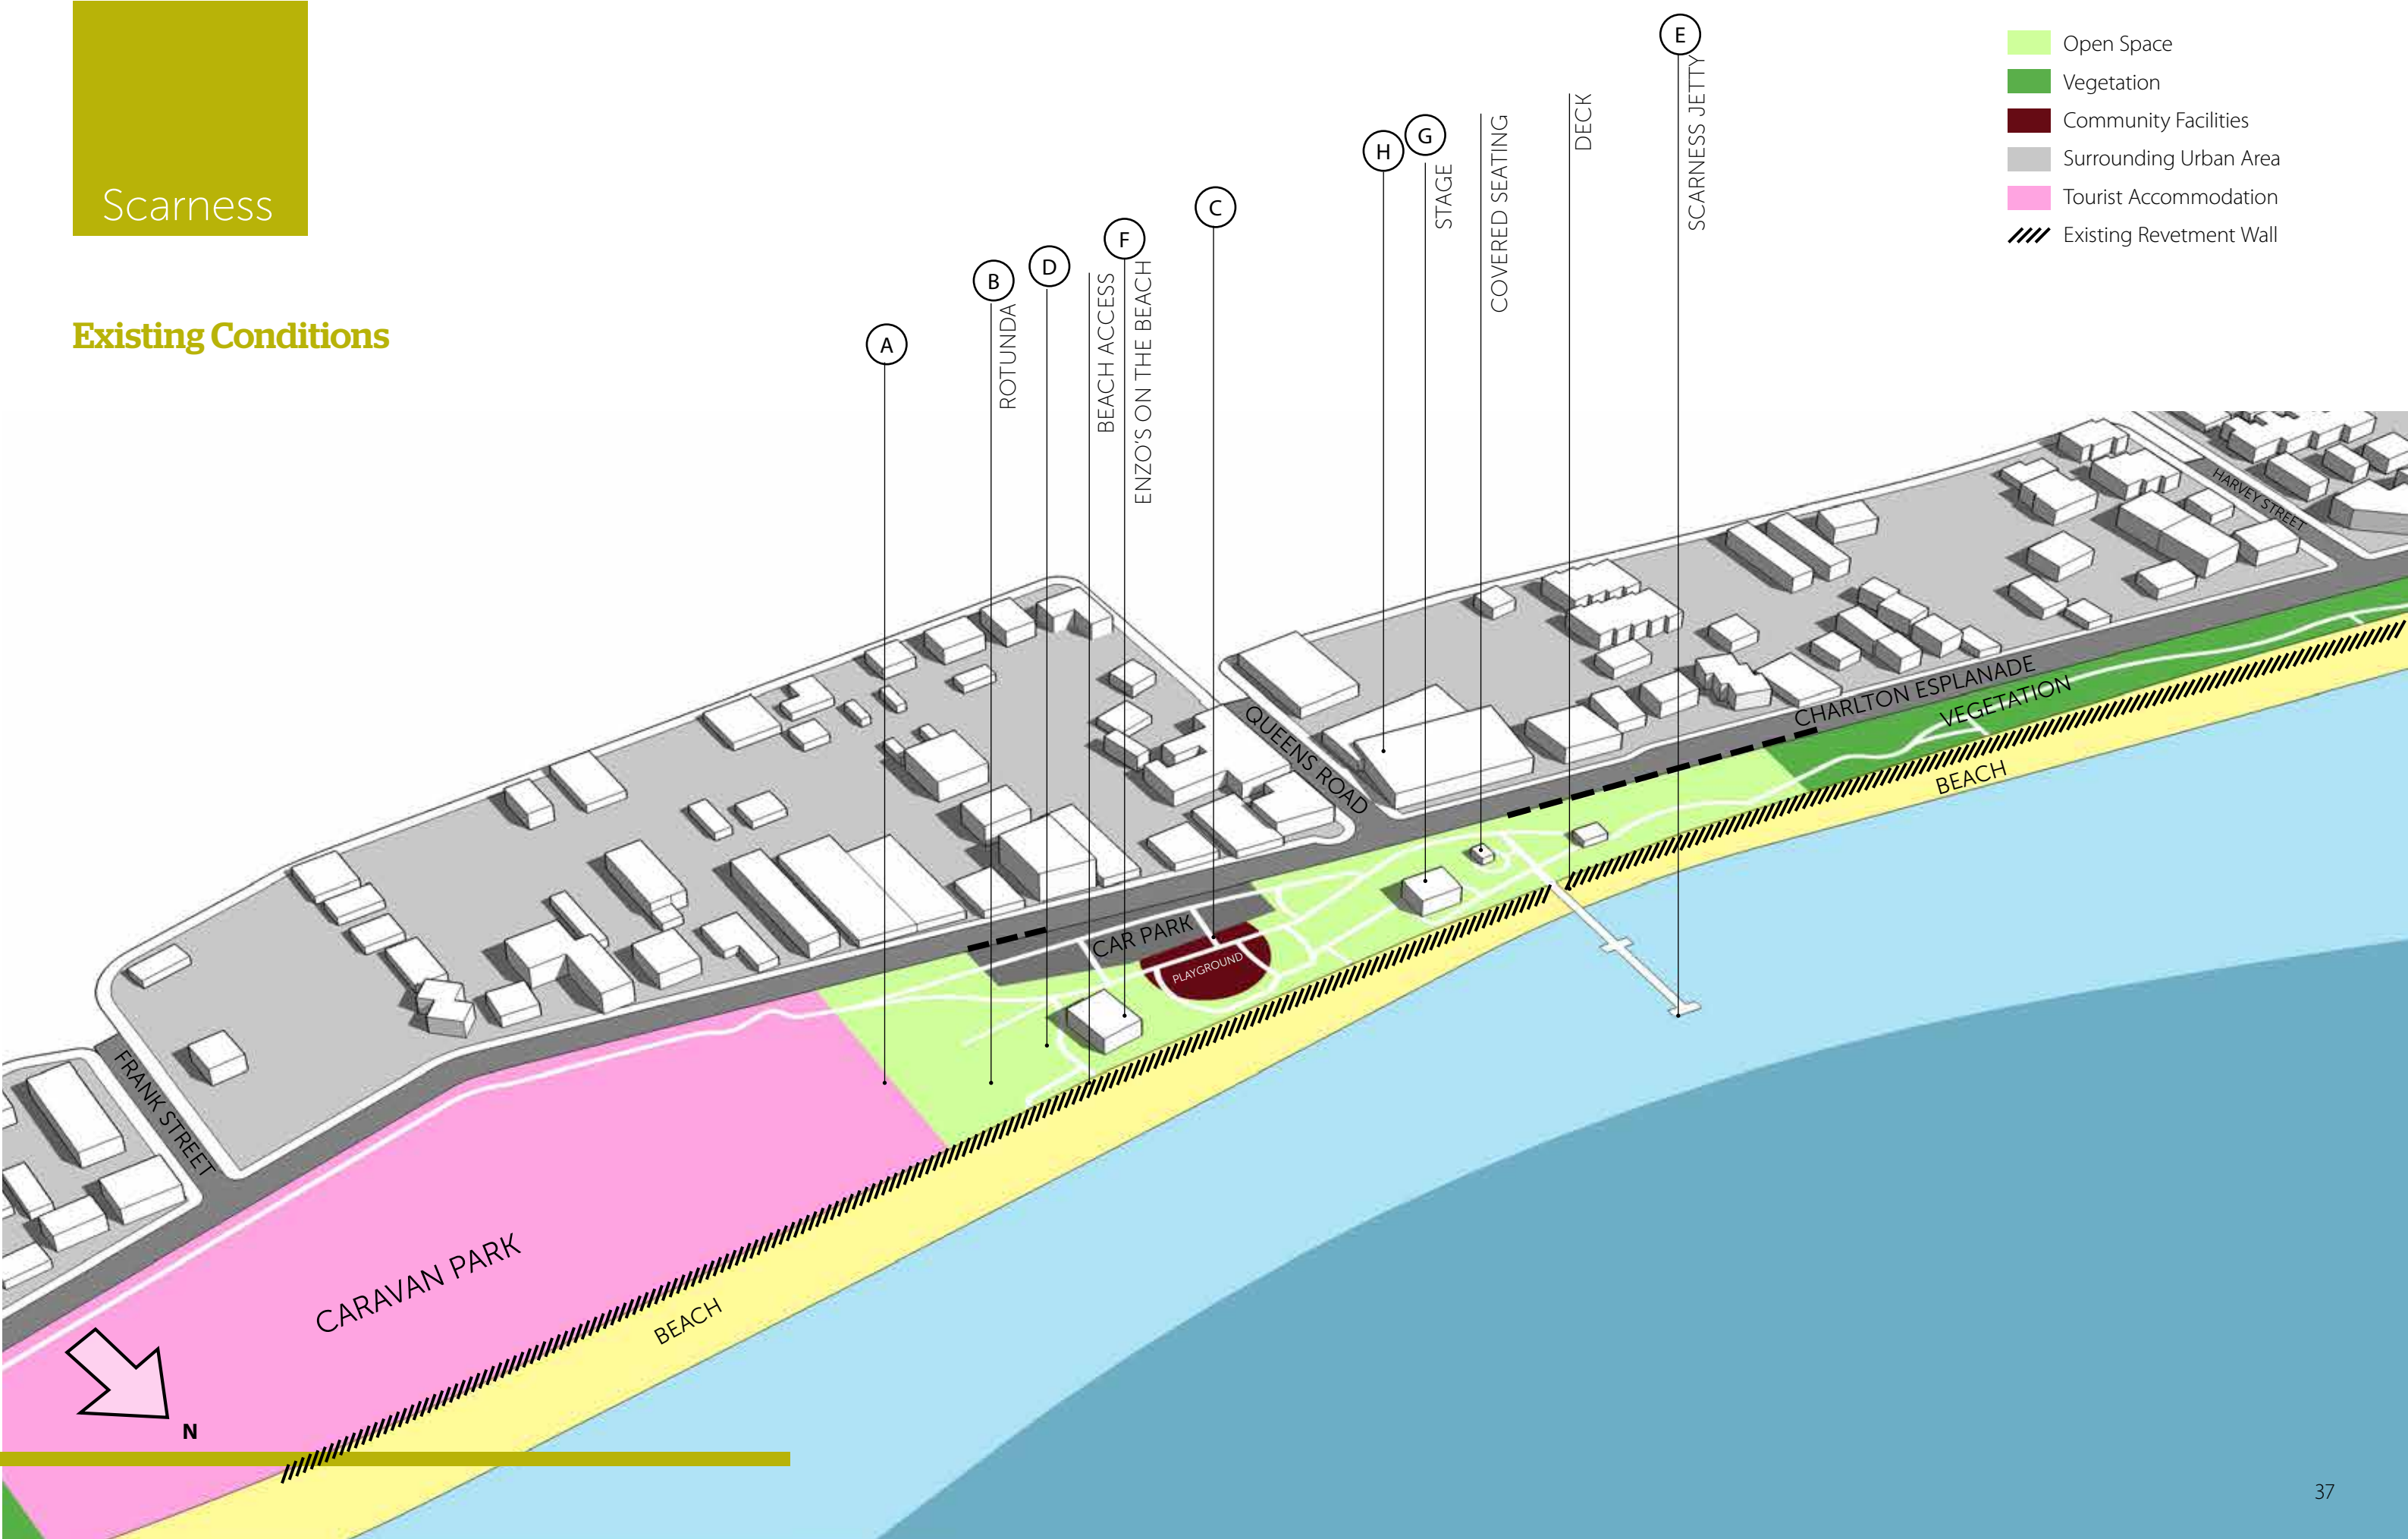 Scarness
Existing Conditions
Open Space
Vegetation
Community Facilities
Surrounding Urban Area
Tourist Accommodation
Existing Revetment Wall
A
B
ROTUNDA
D
BEACH ACCESS
F
ENZO'S ON THE BEACH
C
H
G
STAGE
COVERED SEATING
DECK
E
SCARNESS JETTY
HARVEY STREET
QUEENS ROAD
CHARLTON ESPLANADE
VEGETATION
BEACH
CAR PARK
PLAYGROUND
FRANK STREET
CARAVAN PARK
BEACH
N
37